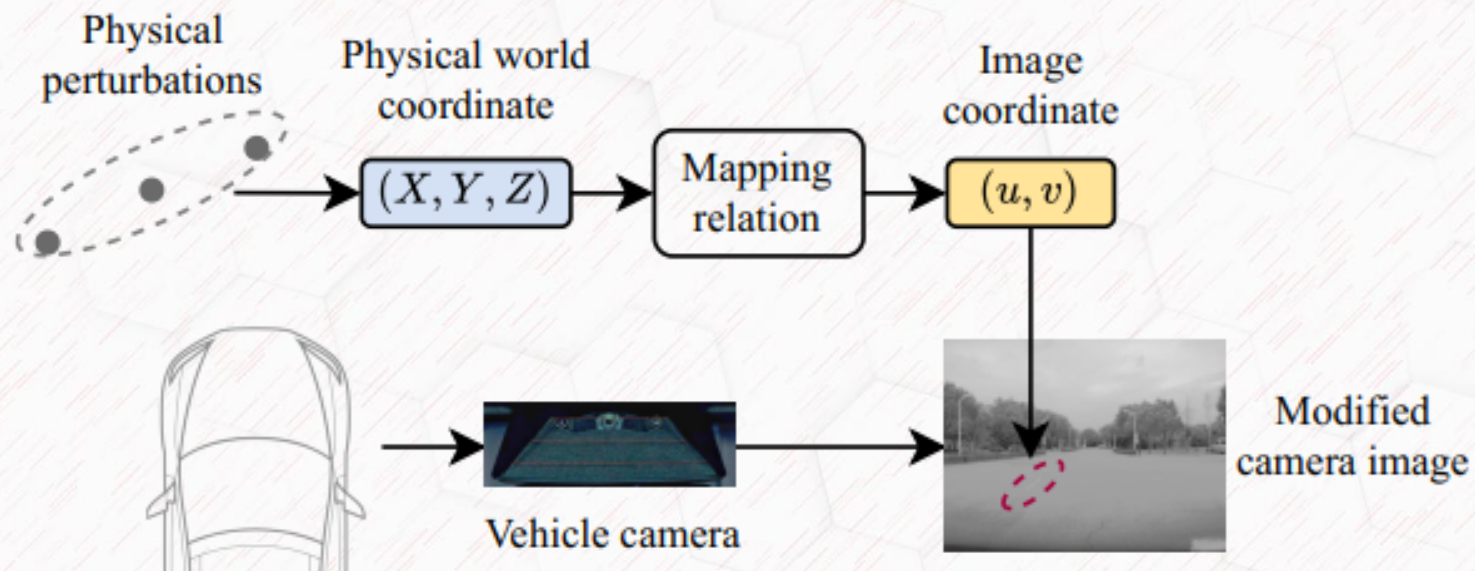 Physical
perturbations
Physical world
coordinate
Image
coordinate
(X, Y, Z)
Mapping
relation
(u, v)
Vehicle camera
Modified
camera image